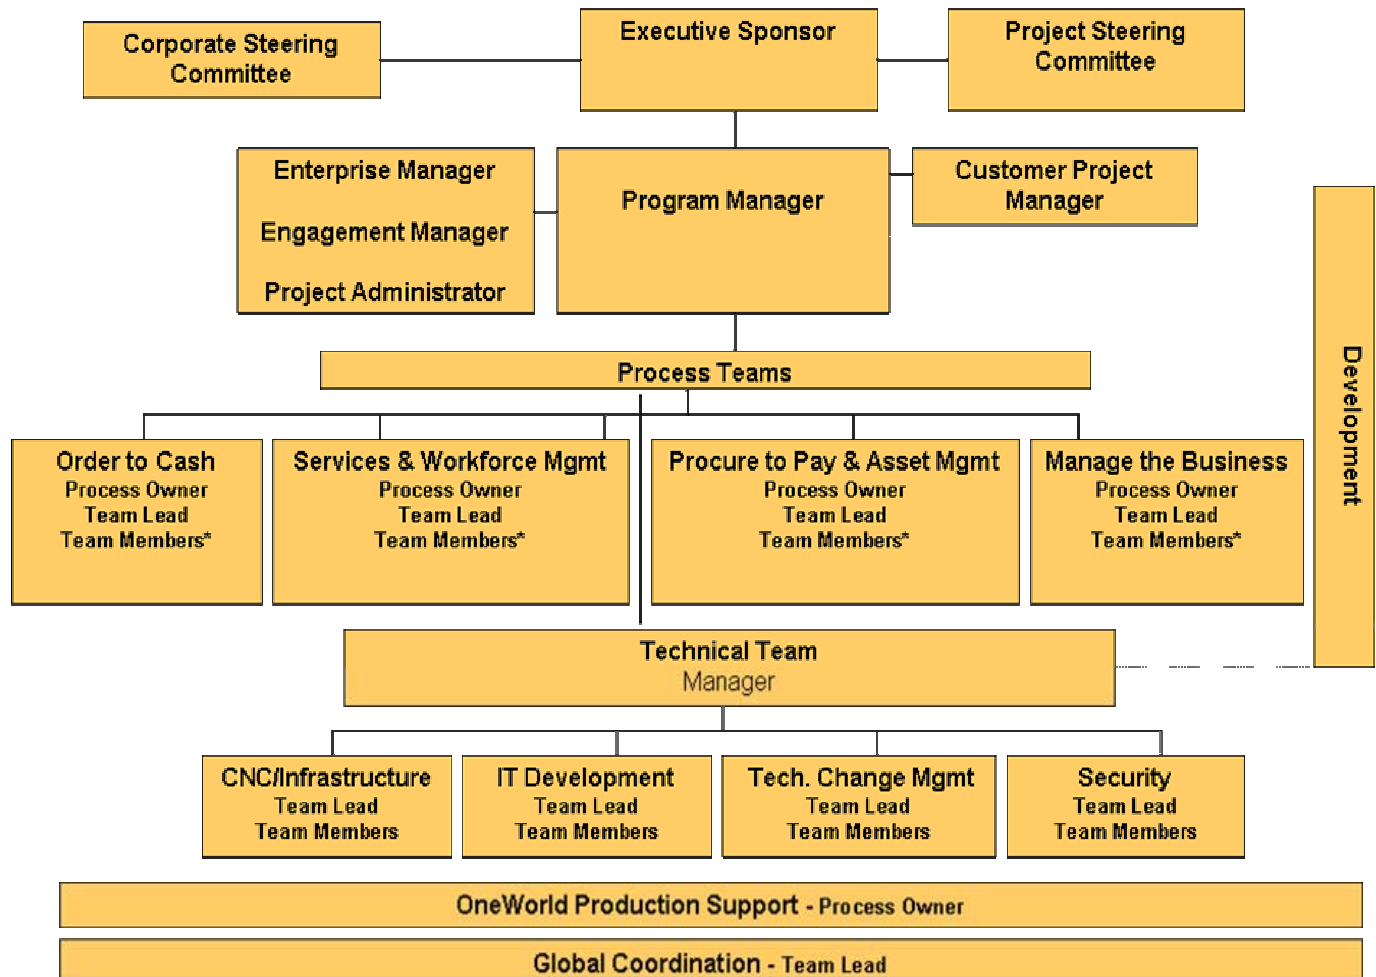 Corporate Steering
Committee
Executive Sponsor
Project Steering
Committee
Enterprise Manager
Engagement Manager
Project Administrator
Program Manager
Customer Project
Manager
Development
Process Teams
Order to Cash
Process Owner
Team Lead
Team Members*
Services & Workforce Mgmt
Process Owner
Team Lead
Team Members*
Procure to Pay & Asset Mgmt
Process Owner
Team Lead
Team Members*
Manage the Business
Process Owner
Team Lead
Team Members*
Technical Team
Manager
CNC/Infrastructure
Team Lead
Team Members
IT Development
Team Lead
Team Members
Tech. Change Mgmt
Team Lead
Team Members
Security
Team Lead
Team Members
OneWorld Production Support - Process Owner
Global Coordination - Team Lead